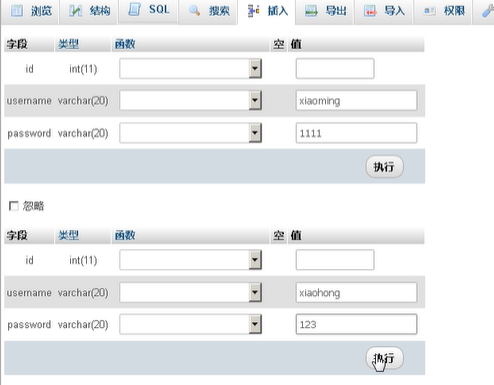 浏览 结构 SQL 搜索 插入 导出 导入 权限
字段 类型 函数 空 值
id int(11)
username varchar(20) xiaoming
password varchar(20) 1111
执行
忽略
字段 类型 函数 空 值
id int(11)
username varchar(20) xiaohong
password varchar(20) 123
执行